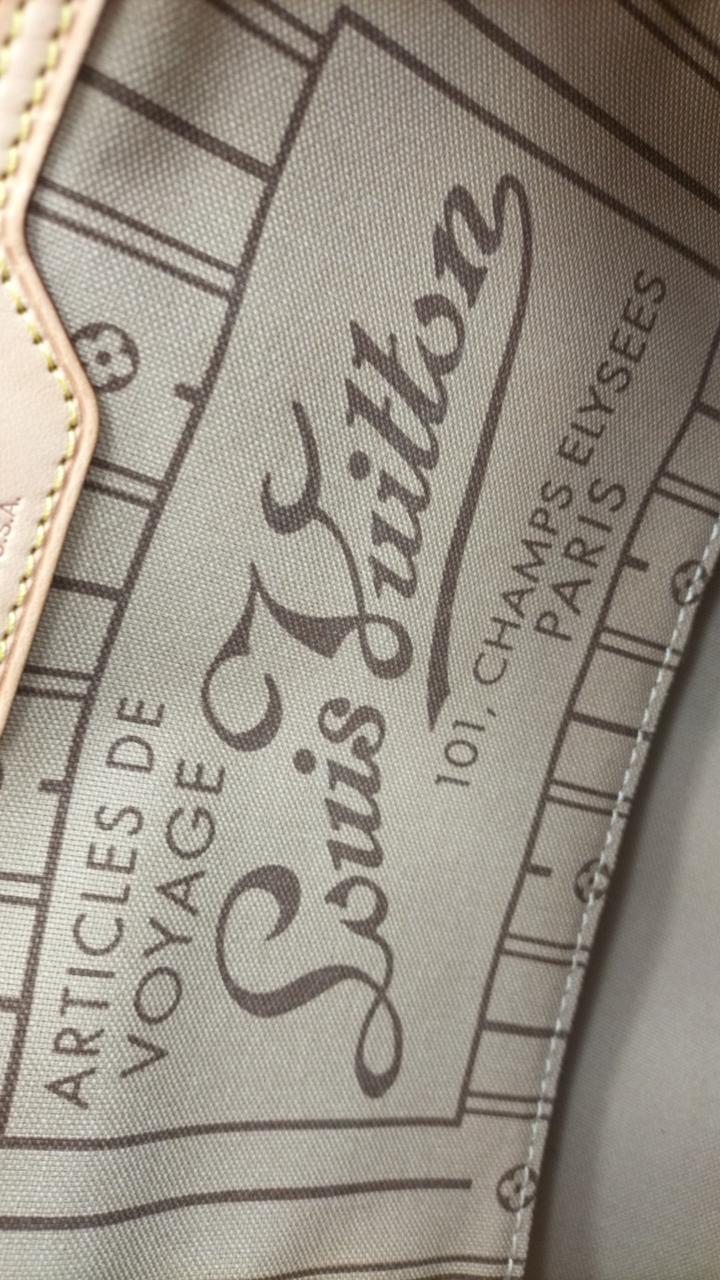 ARTICLES DE
VOYAGE
Louis Vuitton
101, CHAMPS ELYSEES
PARIS
U.S.A.